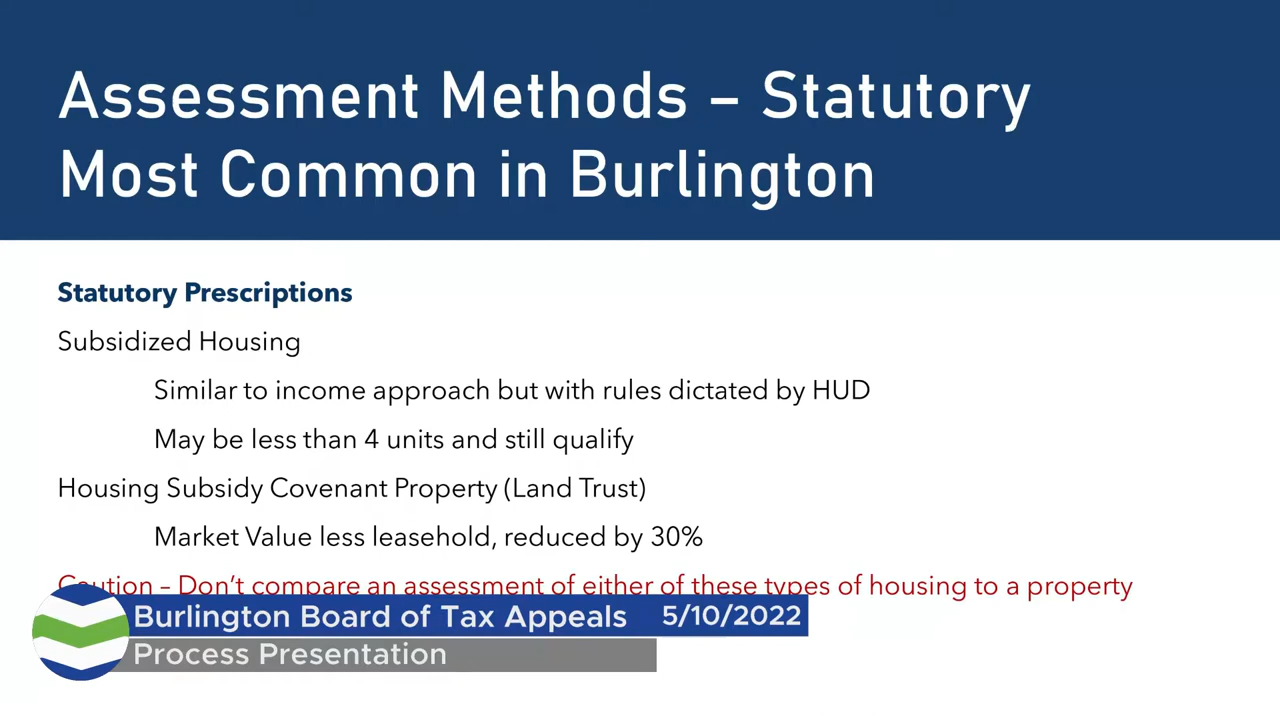 Assessment Methods – Statutory
Most Common in Burlington
Statutory Prescriptions
Subsidized Housing
Similar to income approach but with rules dictated by HUD
May be less than 4 units and still qualify
Housing Subsidy Covenant Property (Land Trust)
Market Value less leasehold, reduced by 30%
Caution – Don't compare an assessment of either of these types of housing to a property
Burlington Board of Tax Appeals 5/10/2022
Process Presentation